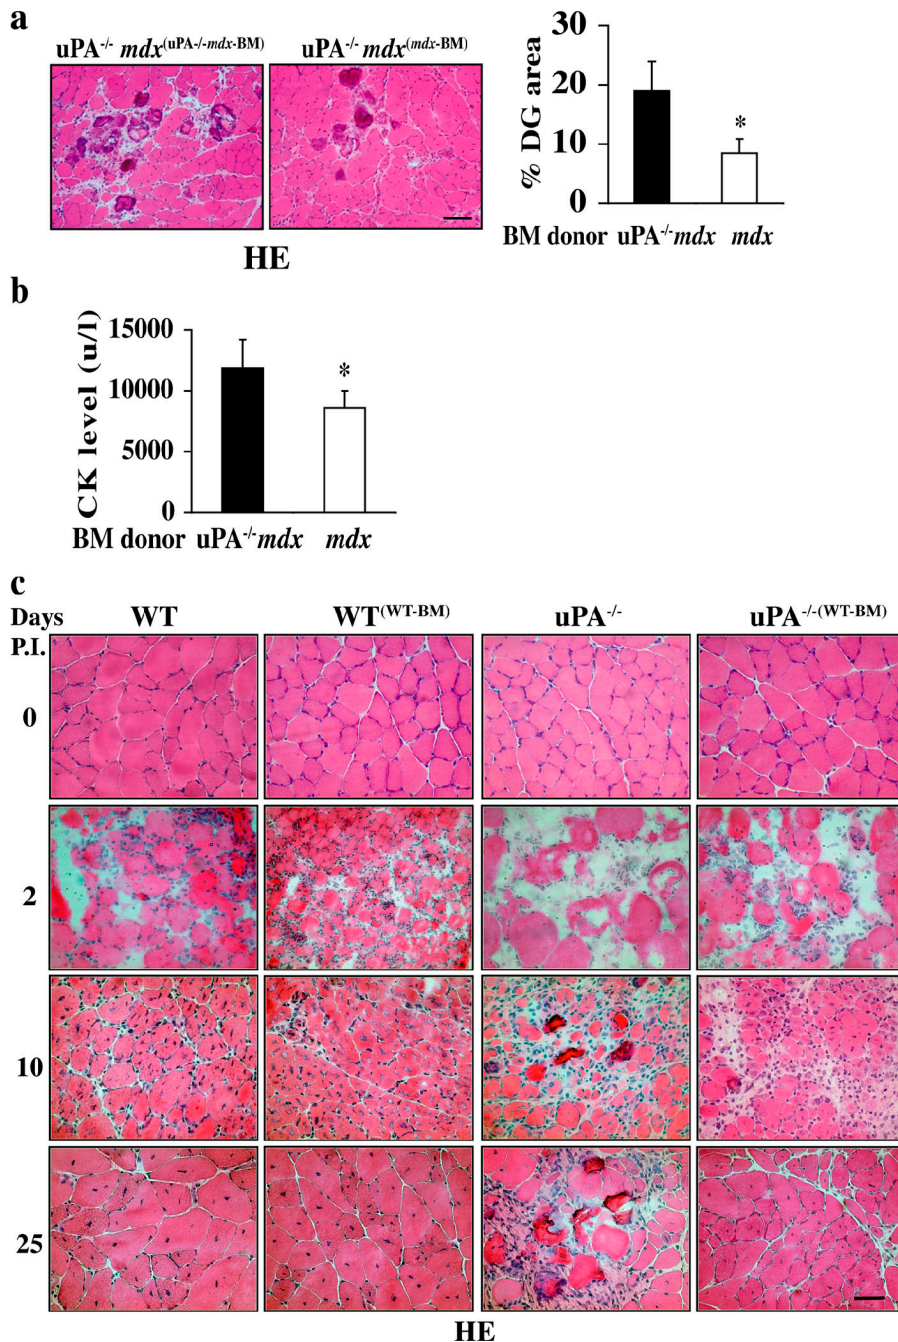 a
uPA-/- mdx(uPA-/-mdx-BM) uPA-/- mdx(mdx-BM)
HE
% DG area
30
20
10
0
*
BM donor uPA-/-mdx mdx
b
CK level (u/l)
15000
10000
5000
0
*
BM donor uPA-/-mdx mdx
c
Days P.I. WT WT(WT-BM) uPA-/- uPA-/-(WT-BM)
0
2
10
25
HE